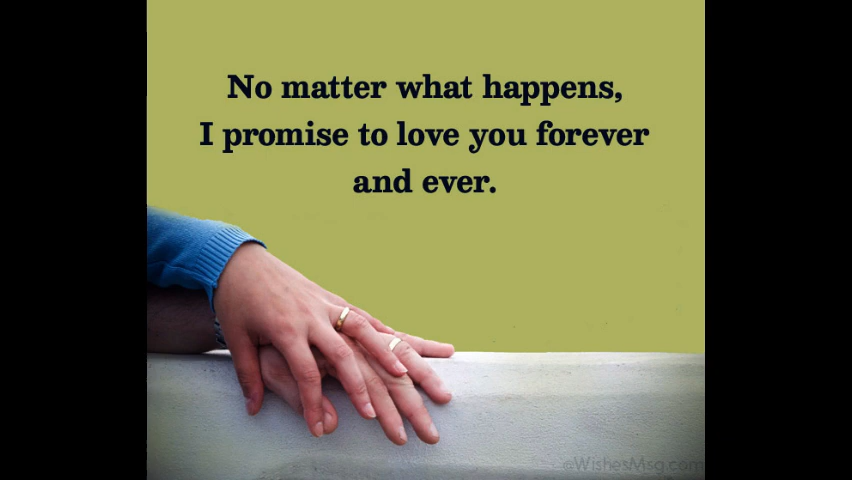 No matter what happens,
I promise to love you forever
and ever.
©WishesMsg.com